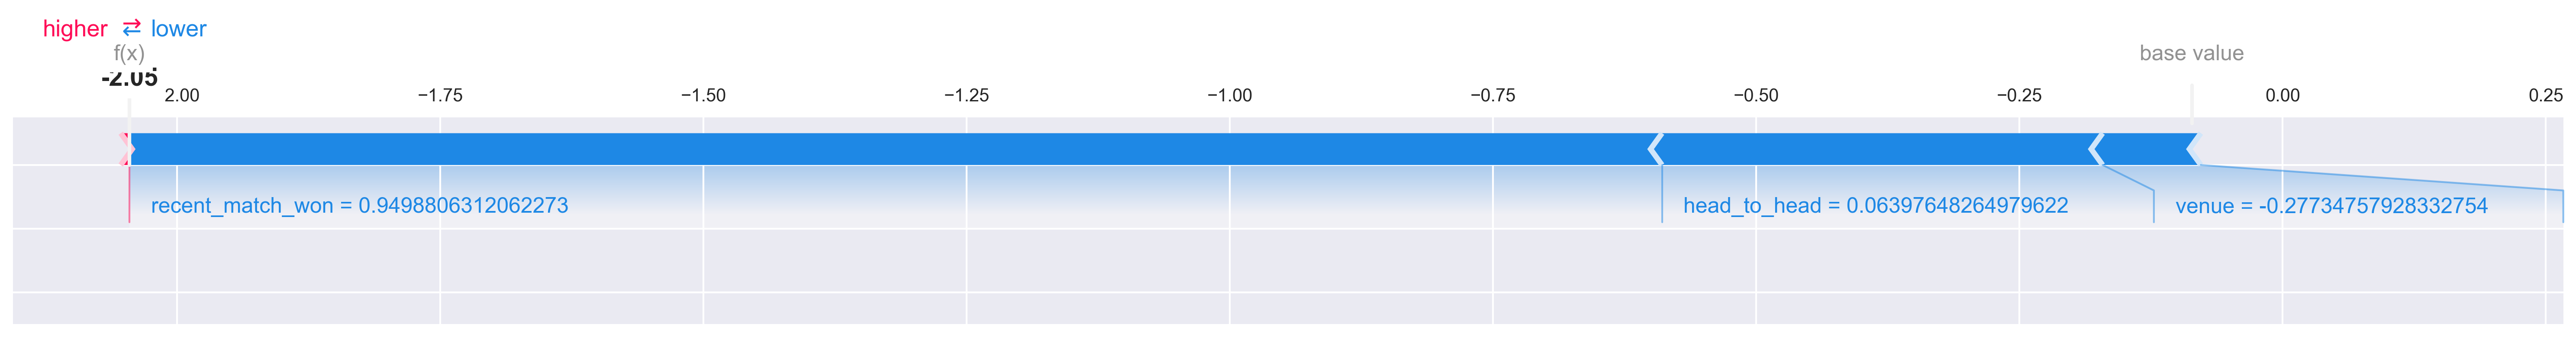 higher ⇄ lower
f(x)
base value
-2.05
2.00 −1.75 −1.50 −1.25 −1.00 −0.75 −0.50 −0.25 0.00 0.25
recent_match_won = 0.9498806312062273
head_to_head = 0.06397648264979622
venue = -0.27734757928332754